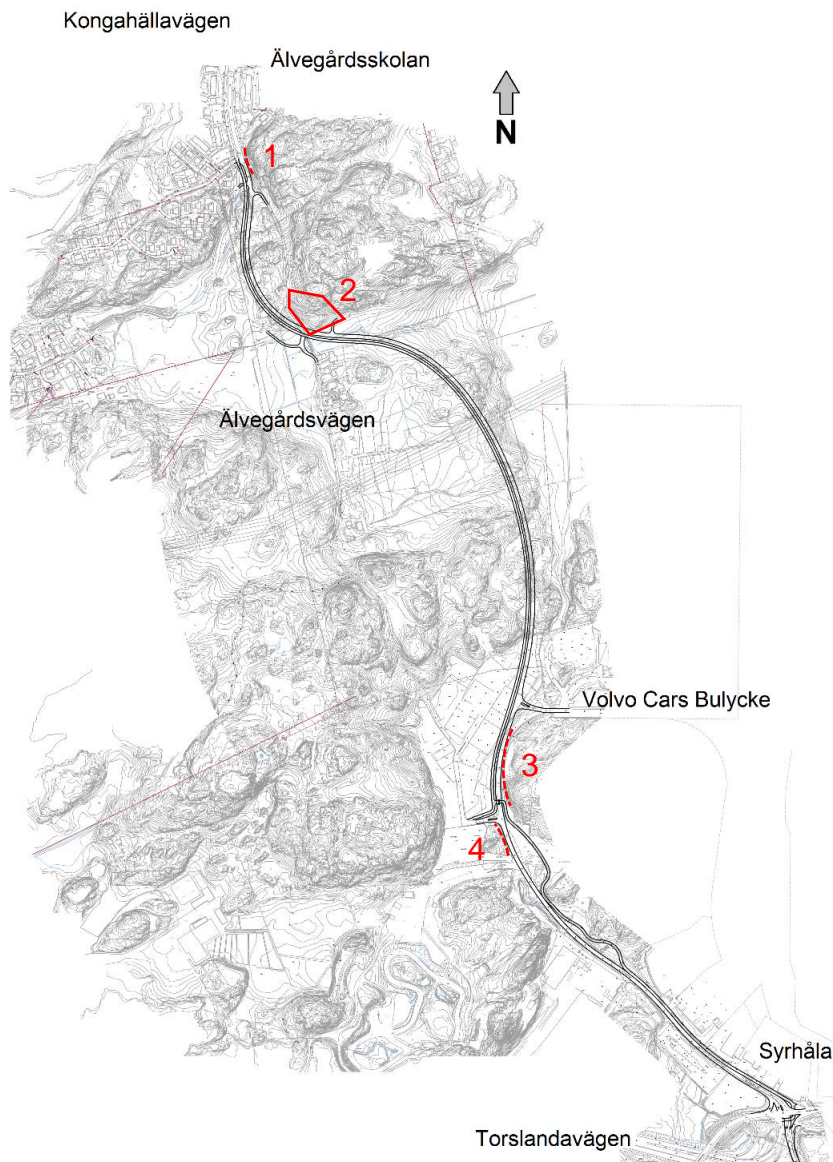 Kongahällavägen
Älvegårdsskolan
N
1
2
Älvegårdsvägen
Volvo Cars Bulycke
3
4
Syrhåla
Torslandavägen